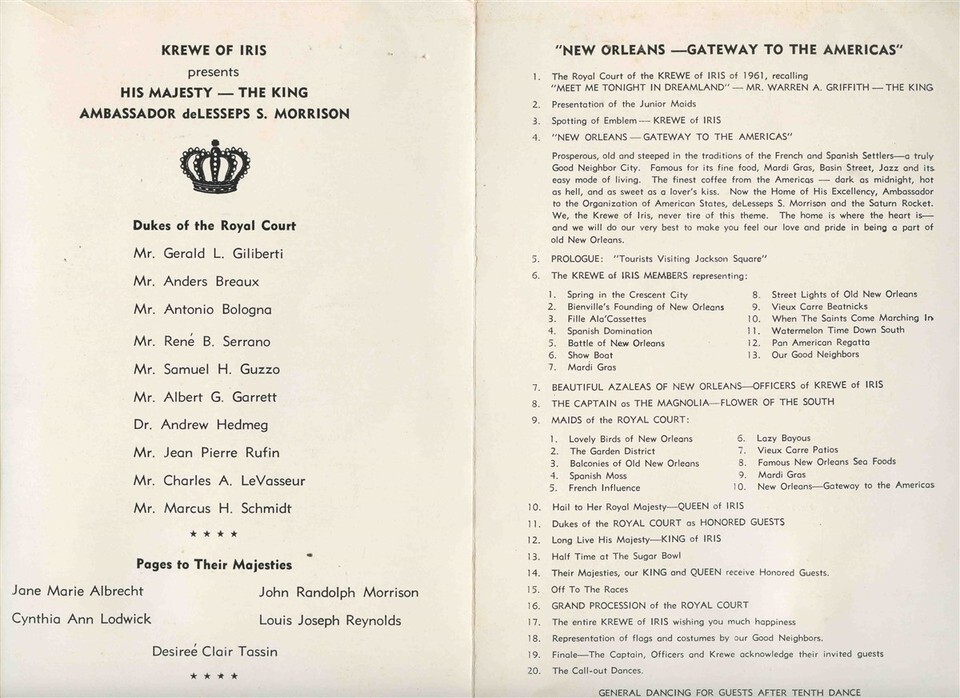 KREWE OF IRIS
presents
HIS MAJESTY — THE KING
AMBASSADOR deLESSEPS S. MORRISON
Dukes of the Royal Court
Mr. Gerald L. Giliberti
Mr. Anders Breaux
Mr. Antonio Bologna
Mr. René B. Serrano
Mr. Samuel H. Guzzo
Mr. Albert G. Garrett
Dr. Andrew Hedmeg
Mr. Jean Pierre Rufin
Mr. Charles A. LeVasseur
Mr. Marcus H. Schmidt
* * * *
Pages to Their Majesties
Jane Marie Albrecht
John Randolph Morrison
Cynthia Ann Lodwick
Louis Joseph Reynolds
Desireé Clair Tassin
* * * *
"NEW ORLEANS —GATEWAY TO THE AMERICAS"
1. The Royal Court of the KREWE of IRIS of 1961, recalling
"MEET ME TONIGHT IN DREAMLAND" — MR. WARREN A. GRIFFITH — THE KING
2. Presentation of the Junior Maids
3. Spotting of Emblem — KREWE of IRIS
4. "NEW ORLEANS — GATEWAY TO THE AMERICAS"
Prosperous, old and steeped in the traditions of the French and Spanish Settlers—a truly
Good Neighbor City. Famous for its fine food, Mardi Gras, Basin Street, Jazz and its
easy mode of living. The finest coffee from the Americas — dark as midnight, hot
as hell, and as sweet as a lover's kiss. Now the Home of His Excellency, Ambassador
to the Organization of American States, deLesseps S. Morrison and the Saturn Rocket.
We, the Krewe of Iris, never tire of this theme. The home is where the heart is—
and we will do our very best to make you feel our love and pride in being a part of
old New Orleans.
5. PROLOGUE: "Tourists Visiting Jackson Square"
6. The KREWE of IRIS MEMBERS representing:
1. Spring in the Crescent City
2. Bienville's Founding of New Orleans
3. Fille Ala'Cassettes
4. Spanish Domination
5. Battle of New Orleans
6. Show Boat
7. Mardi Gras
8. Street Lights of Old New Orleans
9. Vieux Carre Beatnicks
10. When The Saints Come Marching In
11. Watermelon Time Down South
12. Pan American Regatta
13. Our Good Neighbors
7. BEAUTIFUL AZALEAS OF NEW ORLEANS—OFFICERS of KREWE of IRIS
8. THE CAPTAIN as THE MAGNOLIA—FLOWER OF THE SOUTH
9. MAIDS of the ROYAL COURT:
1. Lovely Birds of New Orleans
2. The Garden District
3. Balconies of Old New Orleans
4. Spanish Moss
5. French Influence
6. Lazy Bayous
7. Vieux Carre Patios
8. Famous New Orleans Sea Foods
9. Mardi Gras
10. New Orleans—Gateway to the Americas
10. Hail to Her Royal Majesty—QUEEN of IRIS
11. Dukes of the ROYAL COURT as HONORED GUESTS
12. Long Live His Majesty—KING of IRIS
13. Half Time at The Sugar Bowl
14. Their Majesties, our KING and QUEEN receive Honored Guests.
15. Off To The Races
16. GRAND PROCESSION of the ROYAL COURT
17. The entire KREWE of IRIS wishing you much happiness
18. Representation of flags and costumes by our Good Neighbors.
19. Finale—The Captain, Officers and Krewe acknowledge their invited guests
20. The Call-out Dances.
GENERAL DANCING FOR GUESTS AFTER TENTH DANCE